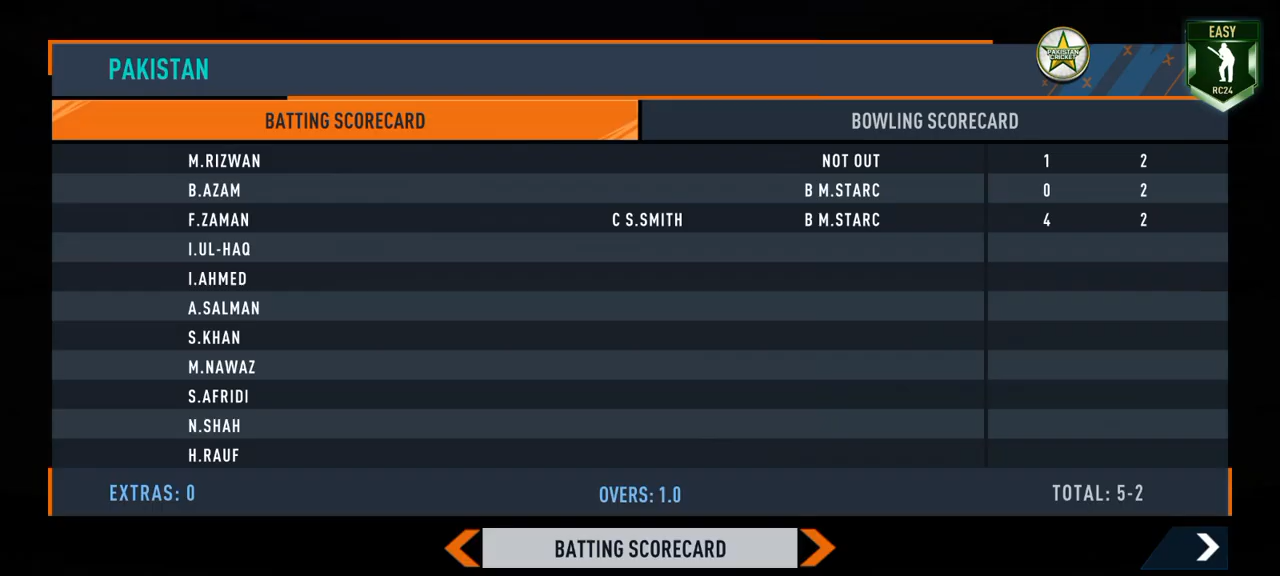 EASY
RC24
PAKISTAN
PAKISTAN
CRICKET
BATTING SCORECARD BOWLING SCORECARD
M.RIZWAN NOT OUT 1 2
B.AZAM B M.STARC 0 2
F.ZAMAN C S.SMITH B M.STARC 4 2
I.UL-HAQ
I.AHMED
A.SALMAN
S.KHAN
M.NAWAZ
S.AFRIDI
N.SHAH
H.RAUF
EXTRAS: 0 OVERS: 1.0 TOTAL: 5-2
BATTING SCORECARD